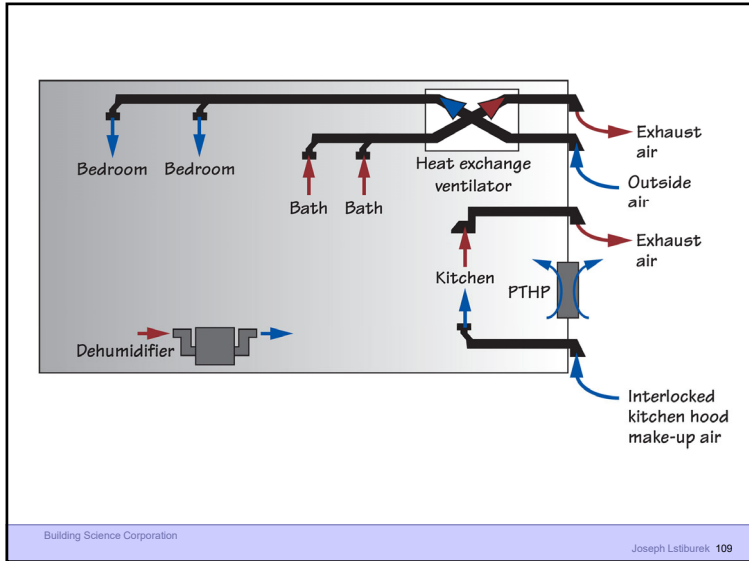 Bedroom
Bedroom
Bath
Bath
Heat exchange
ventilator
Exhaust
air
Outside
air
Exhaust
air
Kitchen
PTHP
Dehumidifier
Interlocked
kitchen hood
make-up air
Building Science Corporation
Joseph Lstiburek 109